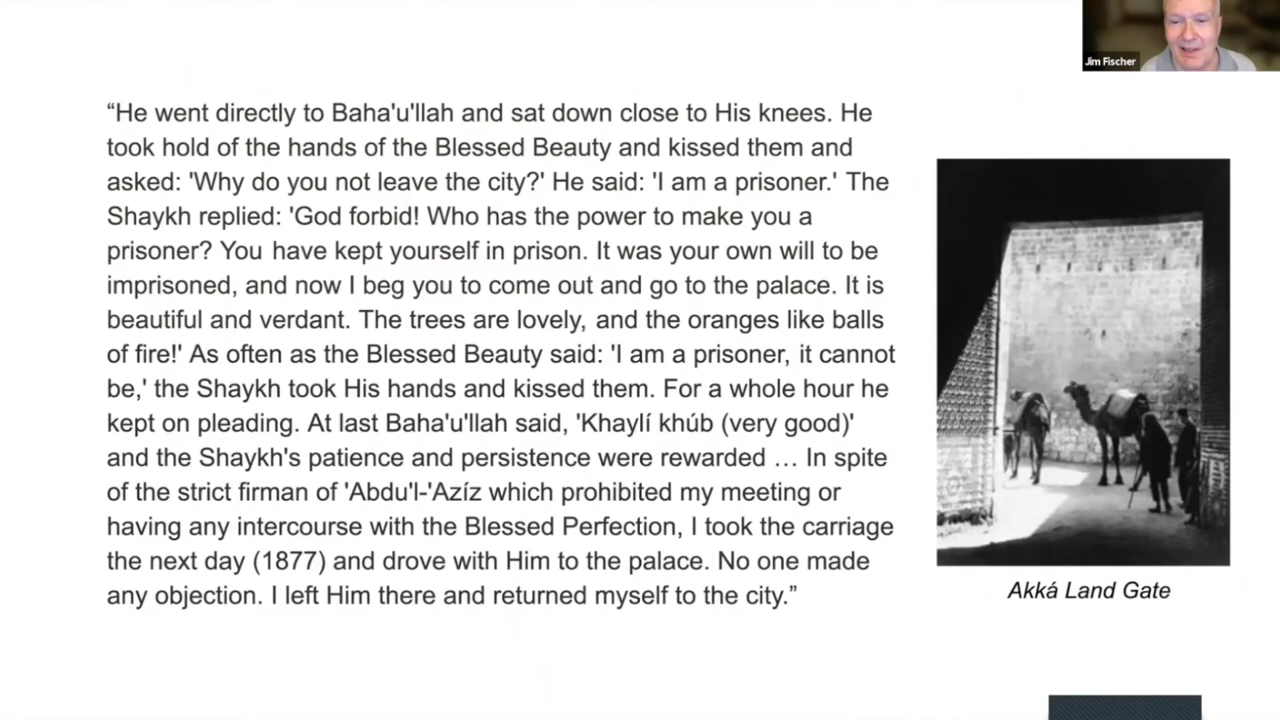 Jim Fischer
“He went directly to Baha'u'llah and sat down close to His knees. He
took hold of the hands of the Blessed Beauty and kissed them and
asked: 'Why do you not leave the city?' He said: 'I am a prisoner.' The
Shaykh replied: 'God forbid! Who has the power to make you a
prisoner? You have kept yourself in prison. It was your own will to be
imprisoned, and now I beg you to come out and go to the palace. It is
beautiful and verdant. The trees are lovely, and the oranges like balls
of fire!' As often as the Blessed Beauty said: 'I am a prisoner, it cannot
be,' the Shaykh took His hands and kissed them. For a whole hour he
kept on pleading. At last Baha'u'llah said, 'Khaylí khúb (very good)'
and the Shaykh's patience and persistence were rewarded … In spite
of the strict firman of 'Abdu'l-'Azíz which prohibited my meeting or
having any intercourse with the Blessed Perfection, I took the carriage
the next day (1877) and drove with Him to the palace. No one made
any objection. I left Him there and returned myself to the city.”
Akká Land Gate